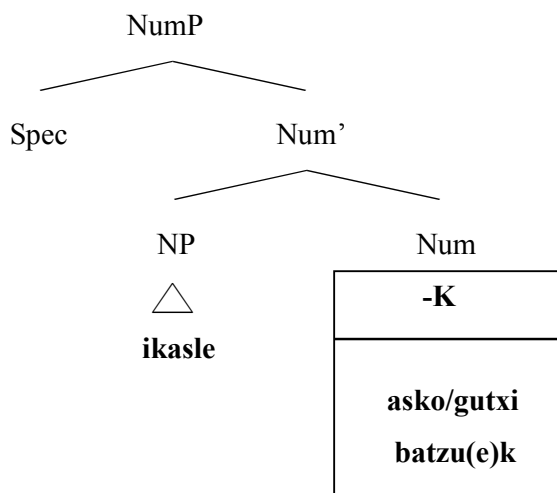 NumP
Spec Num’
NP Num
-K
ikasle
asko/gutxi
batzu(e)k